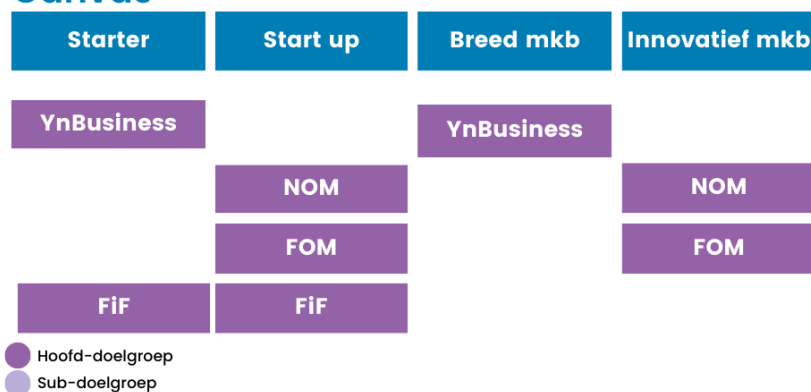 Canvas
Starter Start up Breed mkb Innovatief mkb
YnBusiness YnBusiness
NOM NOM
FOM FOM
FiF FiF
Hoofd-doelgroep
Sub-doelgroep